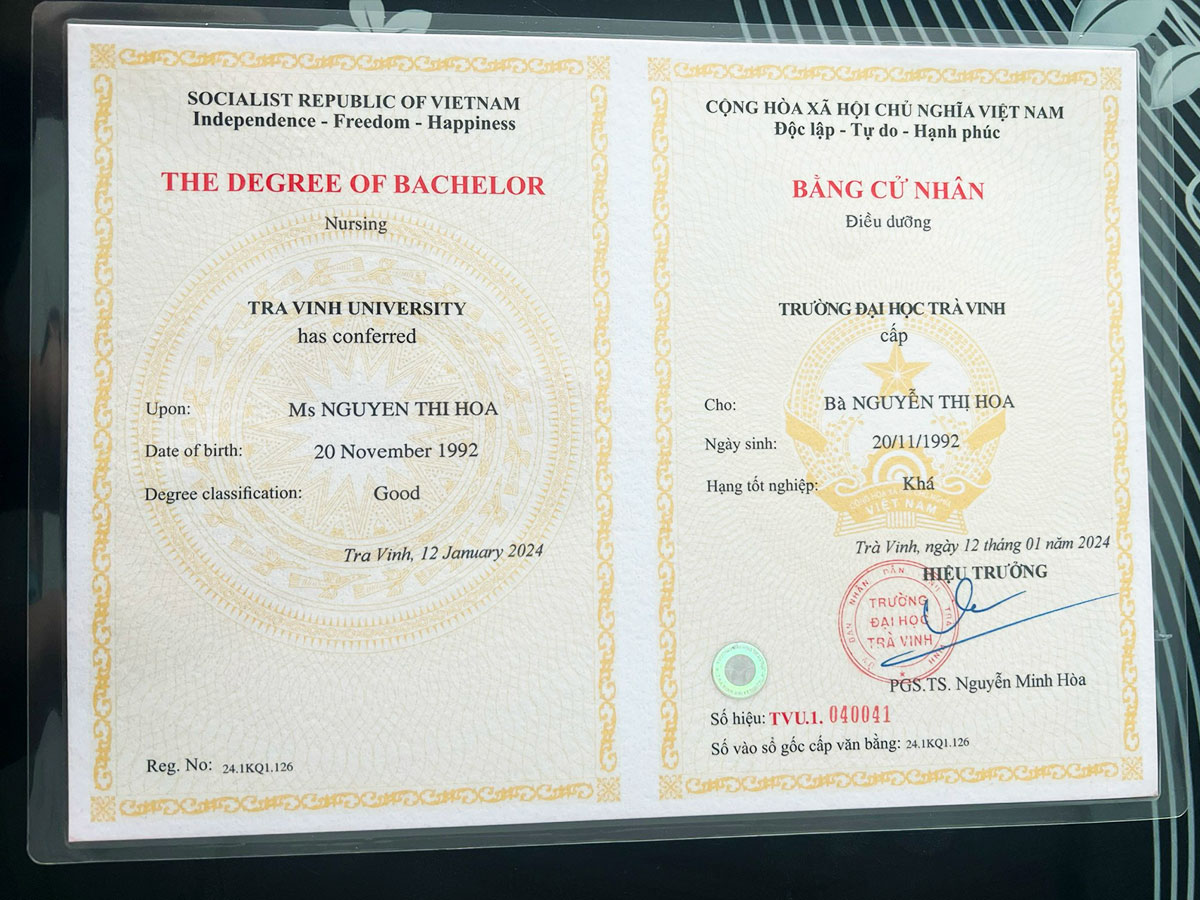 SOCIALIST REPUBLIC OF VIETNAM
Independence - Freedom - Happiness
THE DEGREE OF BACHELOR
Nursing
TRA VINH UNIVERSITY
has conferred
Upon: Ms NGUYEN THI HOA
Date of birth: 20 November 1992
Degree classification: Good
Tra Vinh, 12 January 2024
Reg. No: 24.1KQ1.126
CỘNG HÒA XÃ HỘI CHỦ NGHĨA VIỆT NAM
Độc lập - Tự do - Hạnh phúc
BẰNG CỬ NHÂN
Điều dưỡng
TRƯỜNG ĐẠI HỌC TRÀ VINH
cấp
Cho: Bà NGUYỄN THỊ HOA
Ngày sinh: 20/11/1992
Hạng tốt nghiệp: Khá
VIỆT NAM
Trà Vinh, ngày 12 tháng 01 năm 2024
HIỆU TRƯỞNG
TRƯỜNG
ĐẠI HỌC
TRÀ VINH
PGS.TS. Nguyễn Minh Hòa
Số hiệu: TVU.1. 040041
Số vào sổ gốc cấp văn bằng: 24.1KQ1.126